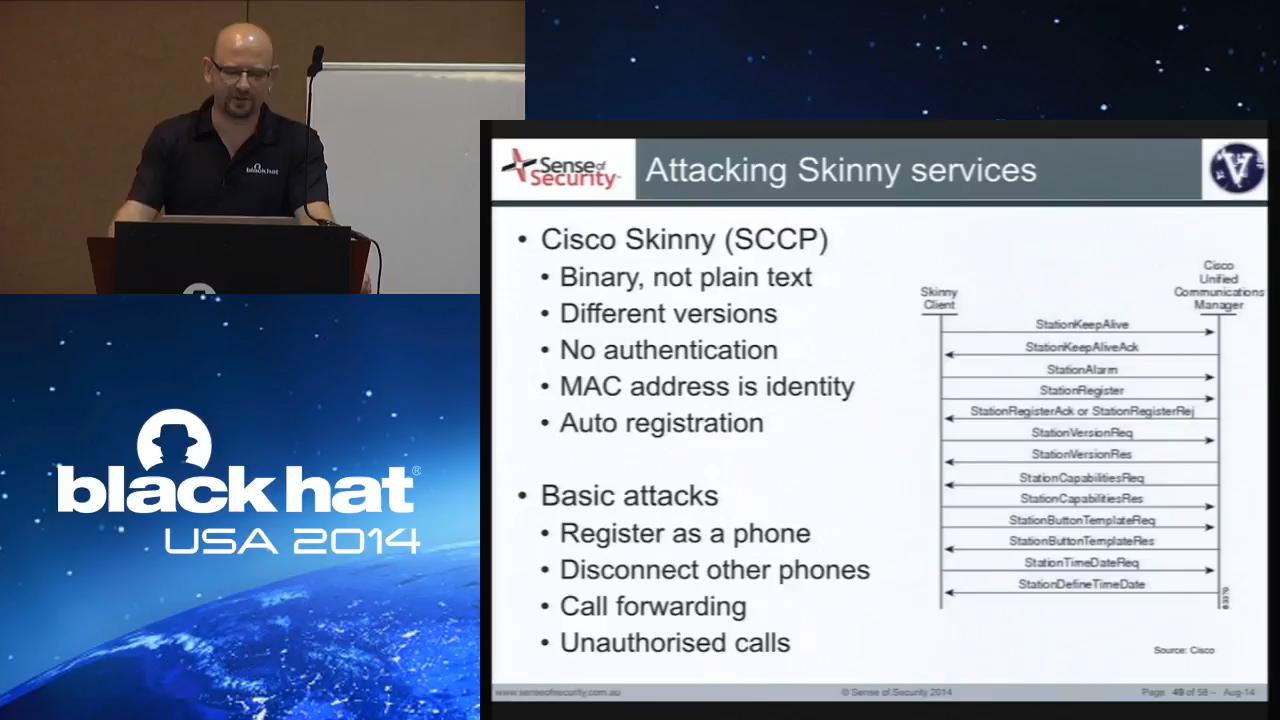 black hat
Sense of
Security
Attacking Skinny services
V
• Cisco Skinny (SCCP)
• Binary, not plain text
• Different versions
• No authentication
• MAC address is identity
• Auto registration
• Basic attacks
• Register as a phone
• Disconnect other phones
• Call forwarding
• Unauthorised calls
Skinny
Client
Cisco
Unified
Communications
Manager
StationKeepAlive
StationKeepAliveAck
StationAlarm
StationRegister
StationRegisterAck or StationRegisterRej
StationVersionReq
StationVersionRes
StationCapabilitiesReq
StationCapabilitiesRes
StationButtonTemplateReq
StationButtonTemplateRes
StationTimeDateReq
StationDefineTimeDate
Source: Cisco
www.senseofsecurity.com.au
© Sense of Security 2014
Page 49 of 58 – Aug-14
black hat®
USA 2014